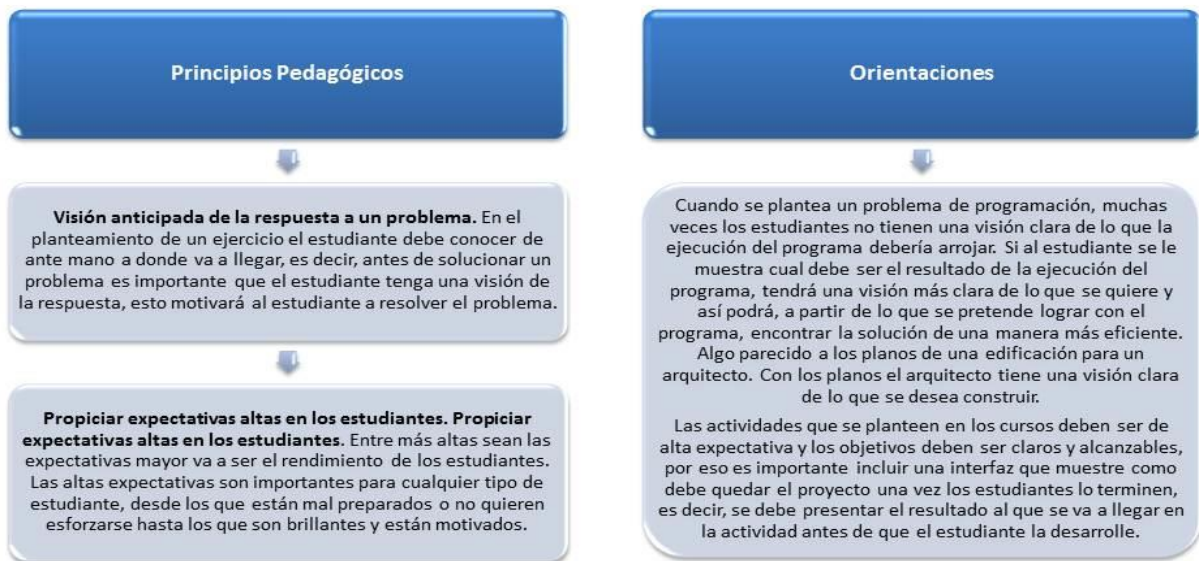 Principios Pedagógicos
Visión anticipada de la respuesta a un problema. En el
planteamiento de un ejercicio el estudiante debe conocer de
ante mano a donde va a llegar, es decir, antes de solucionar un
problema es importante que el estudiante tenga una visión de
la respuesta, esto motivará al estudiante a resolver el problema.
Propiciar expectativas altas en los estudiantes. Propiciar
expectativas altas en los estudiantes. Entre más altas sean las
expectativas mayor va a ser el rendimiento de los estudiantes.
Las altas expectativas son importantes para cualquier tipo de
estudiante, desde los que están mal preparados o no quieren
esforzarse hasta los que son brillantes y están motivados.
Orientaciones
Cuando se plantea un problema de programación, muchas
veces los estudiantes no tienen una visión clara de lo que la
ejecución del programa debería arrojar. Si al estudiante se le
muestra cual debe ser el resultado de la ejecución del
programa, tendrá una visión más clara de lo que se quiere y
así podrá, a partir de lo que se pretende lograr con el
programa, encontrar la solución de una manera más eficiente.
Algo parecido a los planos de una edificación para un
arquitecto. Con los planos el arquitecto tiene una visión clara
de lo que se desea construir.
Las actividades que se planteen en los cursos deben ser de
alta expectativa y los objetivos deben ser claros y alcanzables,
por eso es importante incluir una interfaz que muestre como
debe quedar el proyecto una vez los estudiantes lo terminen,
es decir, se debe presentar el resultado al que se va a llegar en
la actividad antes de que el estudiante la desarrolle.